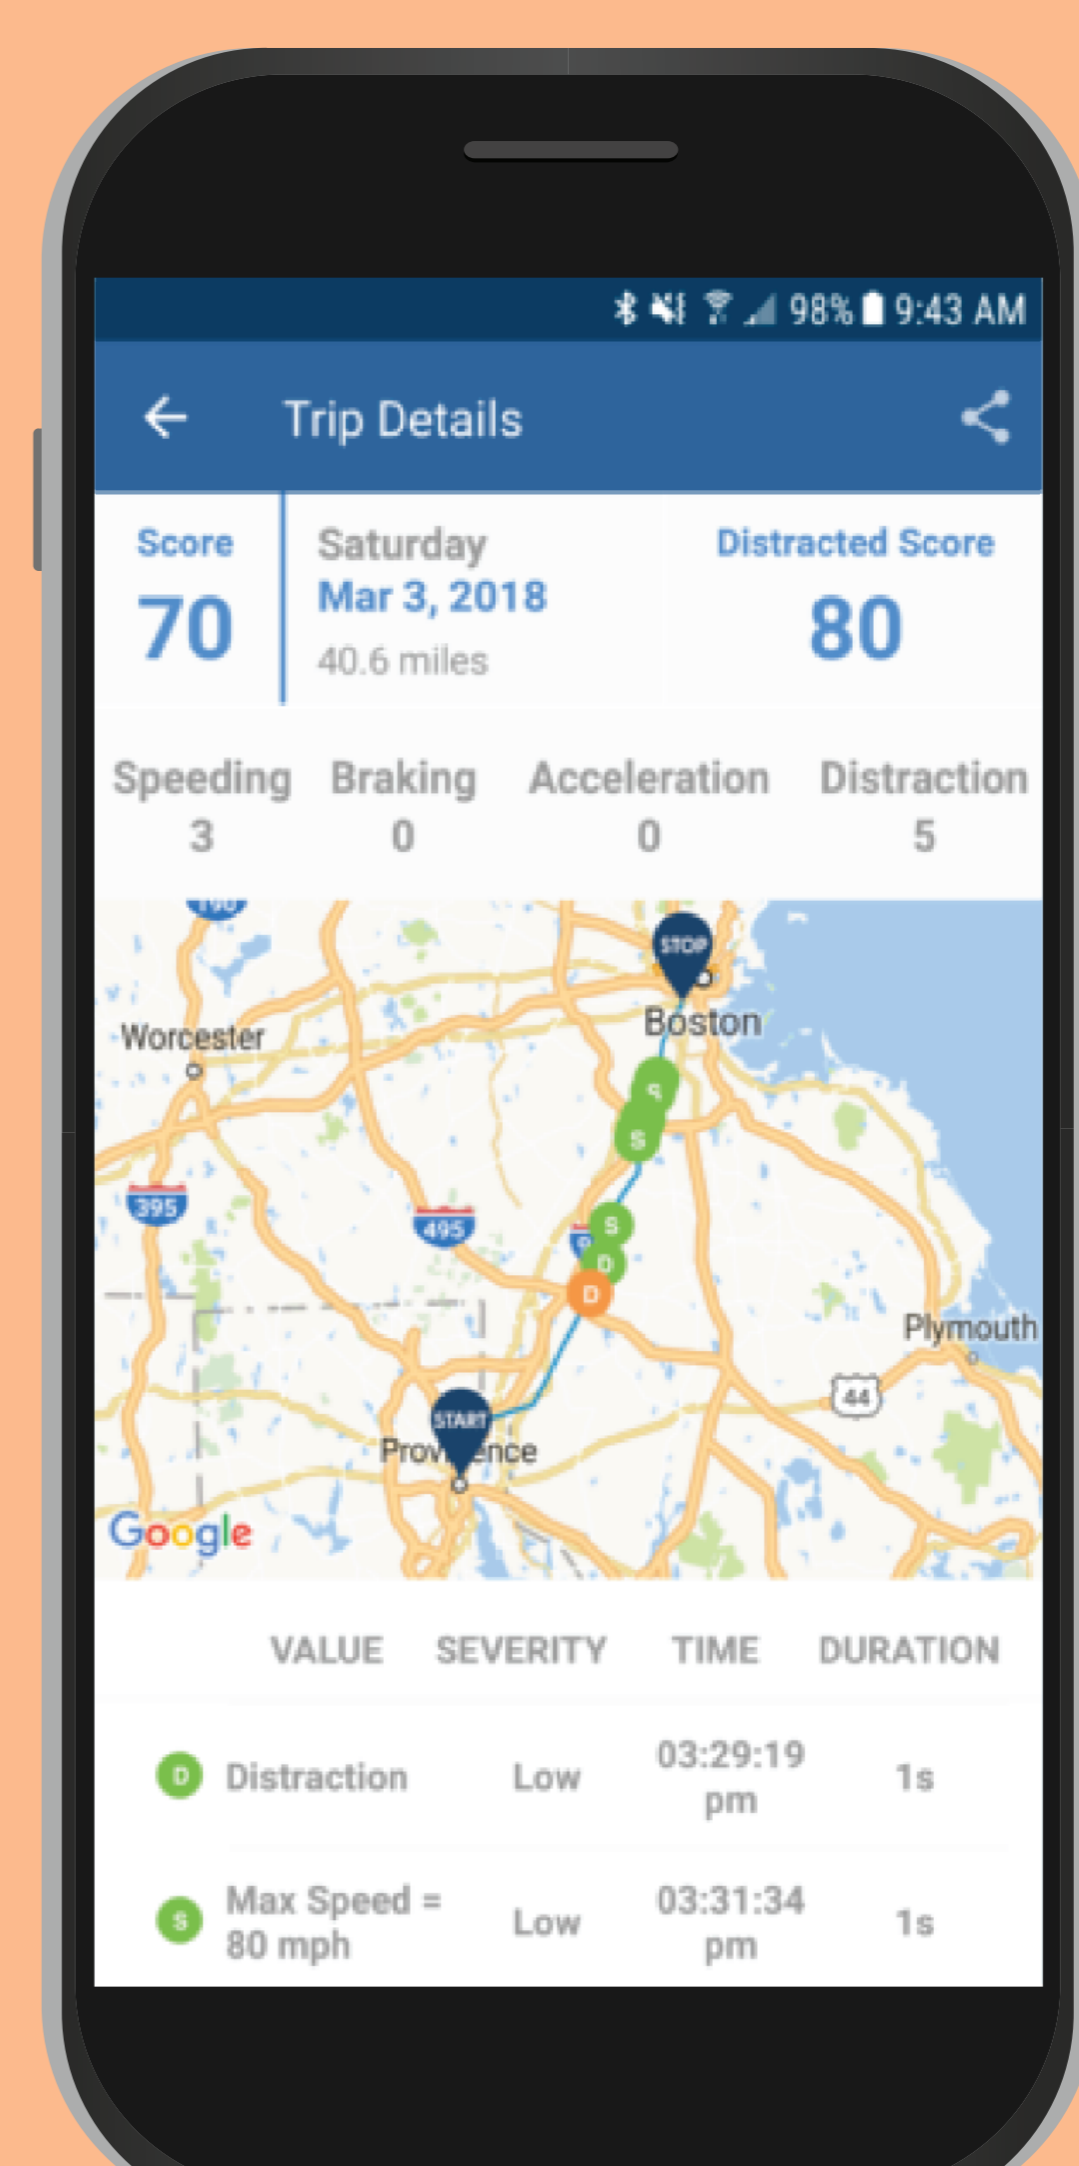 98% 9:43 AM
Trip Details
Score
70
Saturday
Mar 3, 2018
40.6 miles
Distracted Score
80
Speeding Braking Acceleration Distraction
3 0 0 5
STOP
Boston
Worcester
S
S
395
495
S
D
D
Plymouth
44
START
Google
VALUE SEVERITY TIME DURATION
D Distraction Low 03:29:19
pm 1s
S Max Speed =
80 mph Low 03:31:34
pm 1s